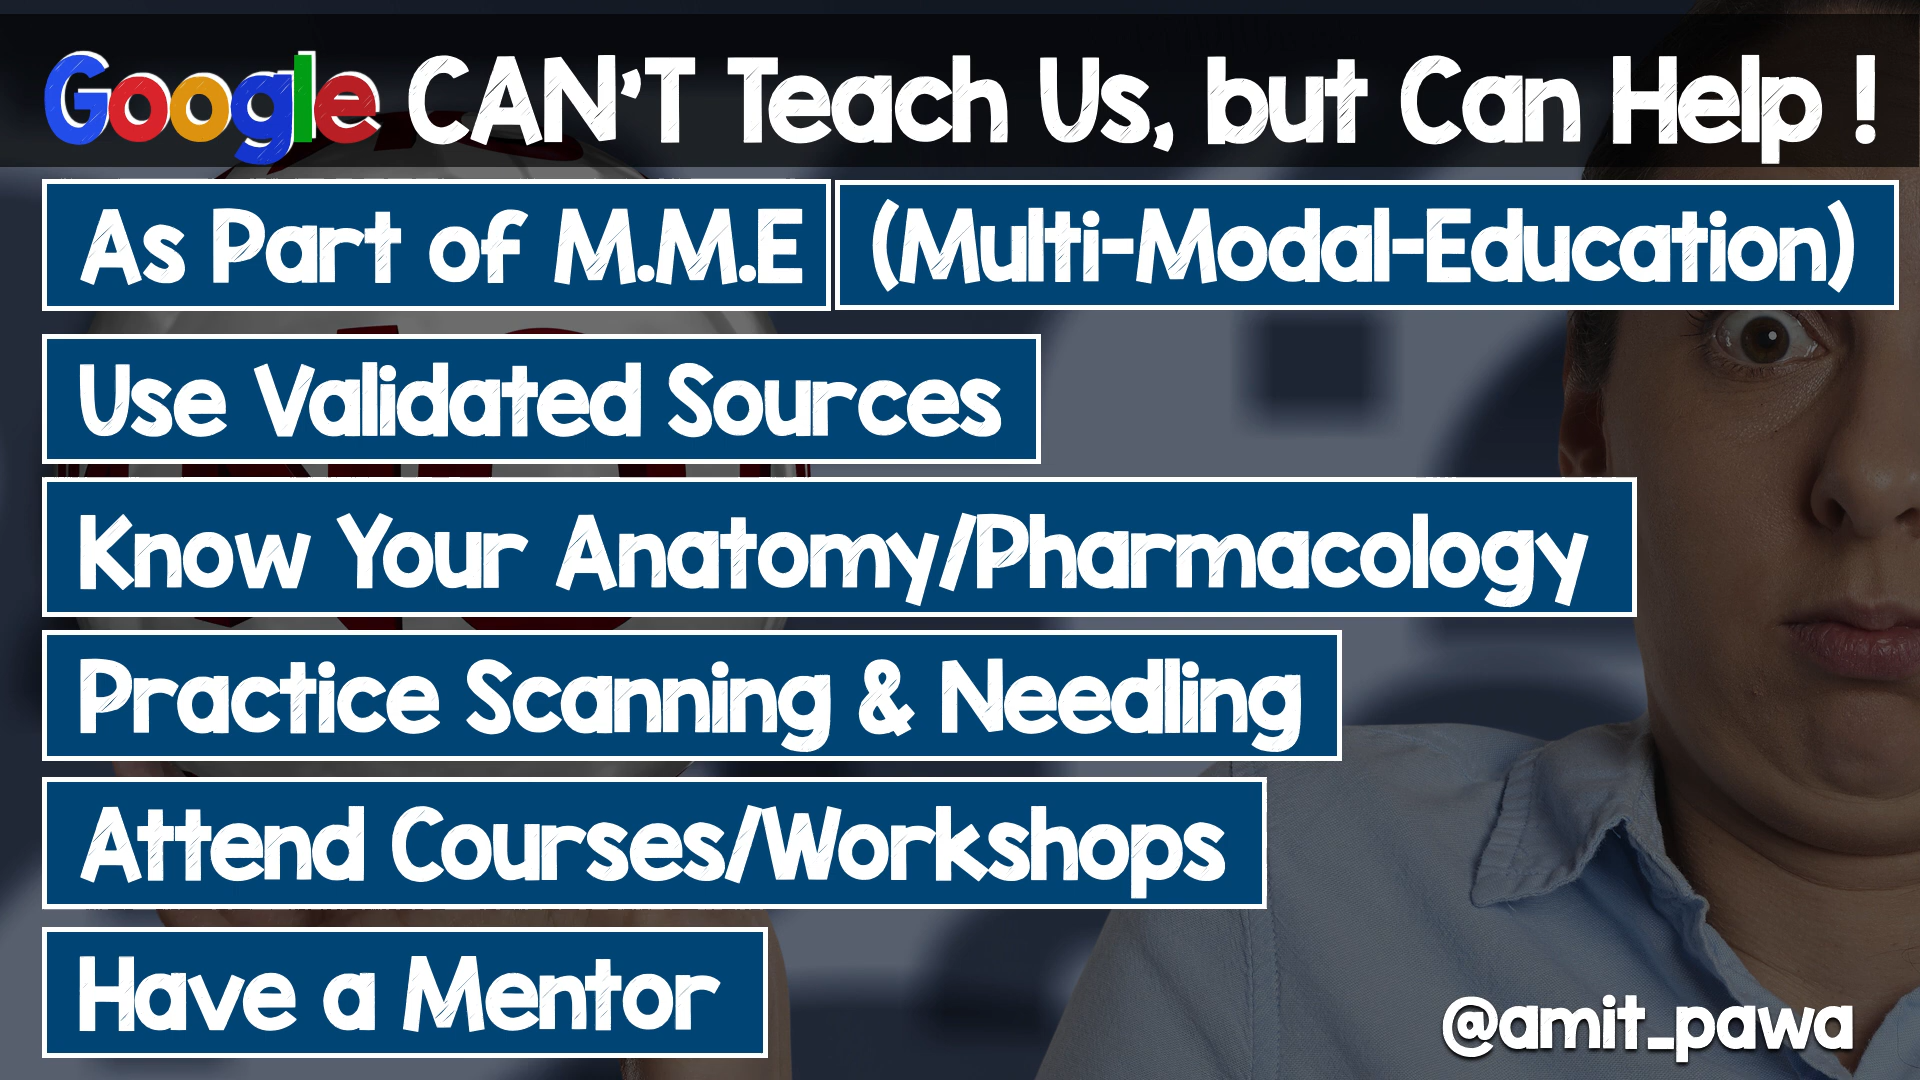 Google CAN'T Teach Us, but Can Help !
As Part of M.M.E (Multi-Modal-Education)
Use Validated Sources
Know Your Anatomy/Pharmacology
Practice Scanning & Needling
Attend Courses/Workshops
Have a Mentor
@amit_pawa